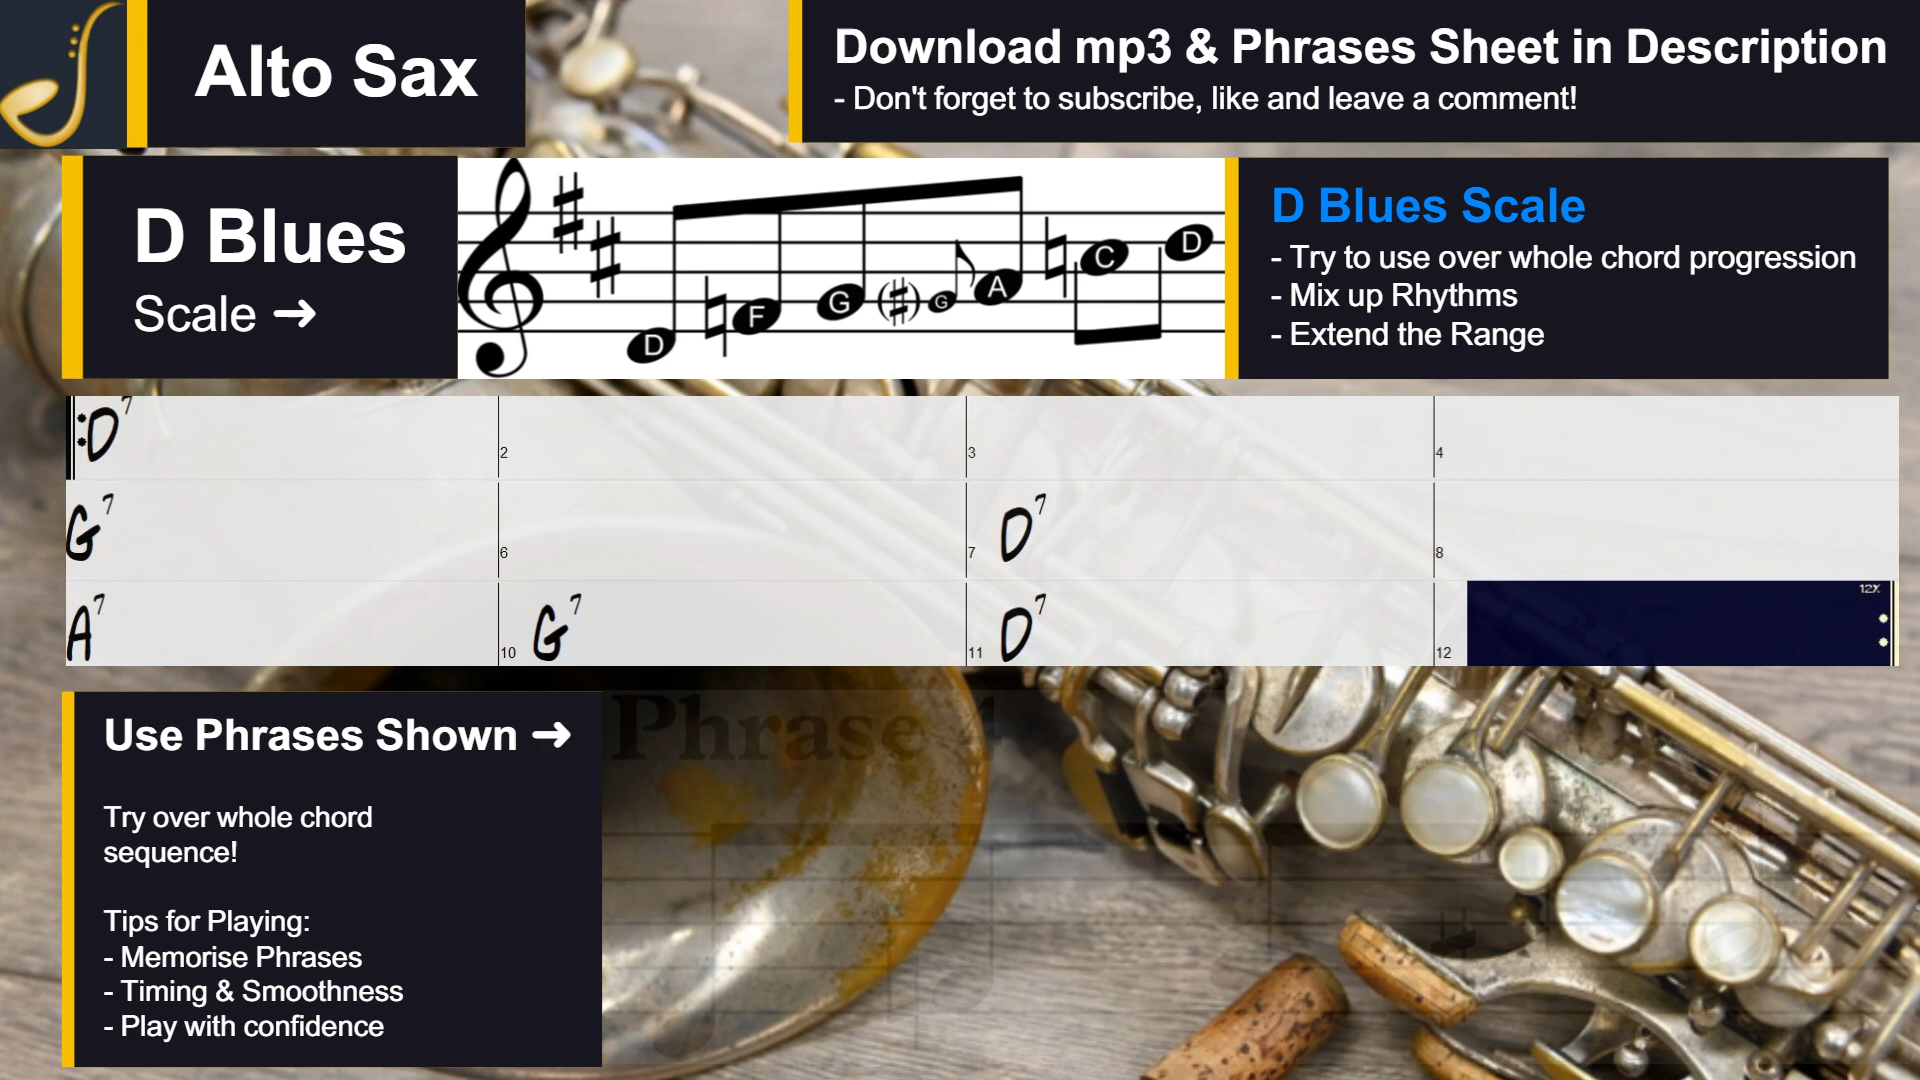 Alto Sax
Download mp3 & Phrases Sheet in Description
- Don't forget to subscribe, like and leave a comment!
D Blues
Scale ➜
D F G (♯) G A C D
D Blues Scale
- Try to use over whole chord progression
- Mix up Rhythms
- Extend the Range
D7
2 3 4
G7
6 7 D7 8
A7
10 G7 11 D7 12
12X
Use Phrases Shown ➜
Phrase 4
Try over whole chord
sequence!
Tips for Playing:
- Memorise Phrases
- Timing & Smoothness
- Play with confidence